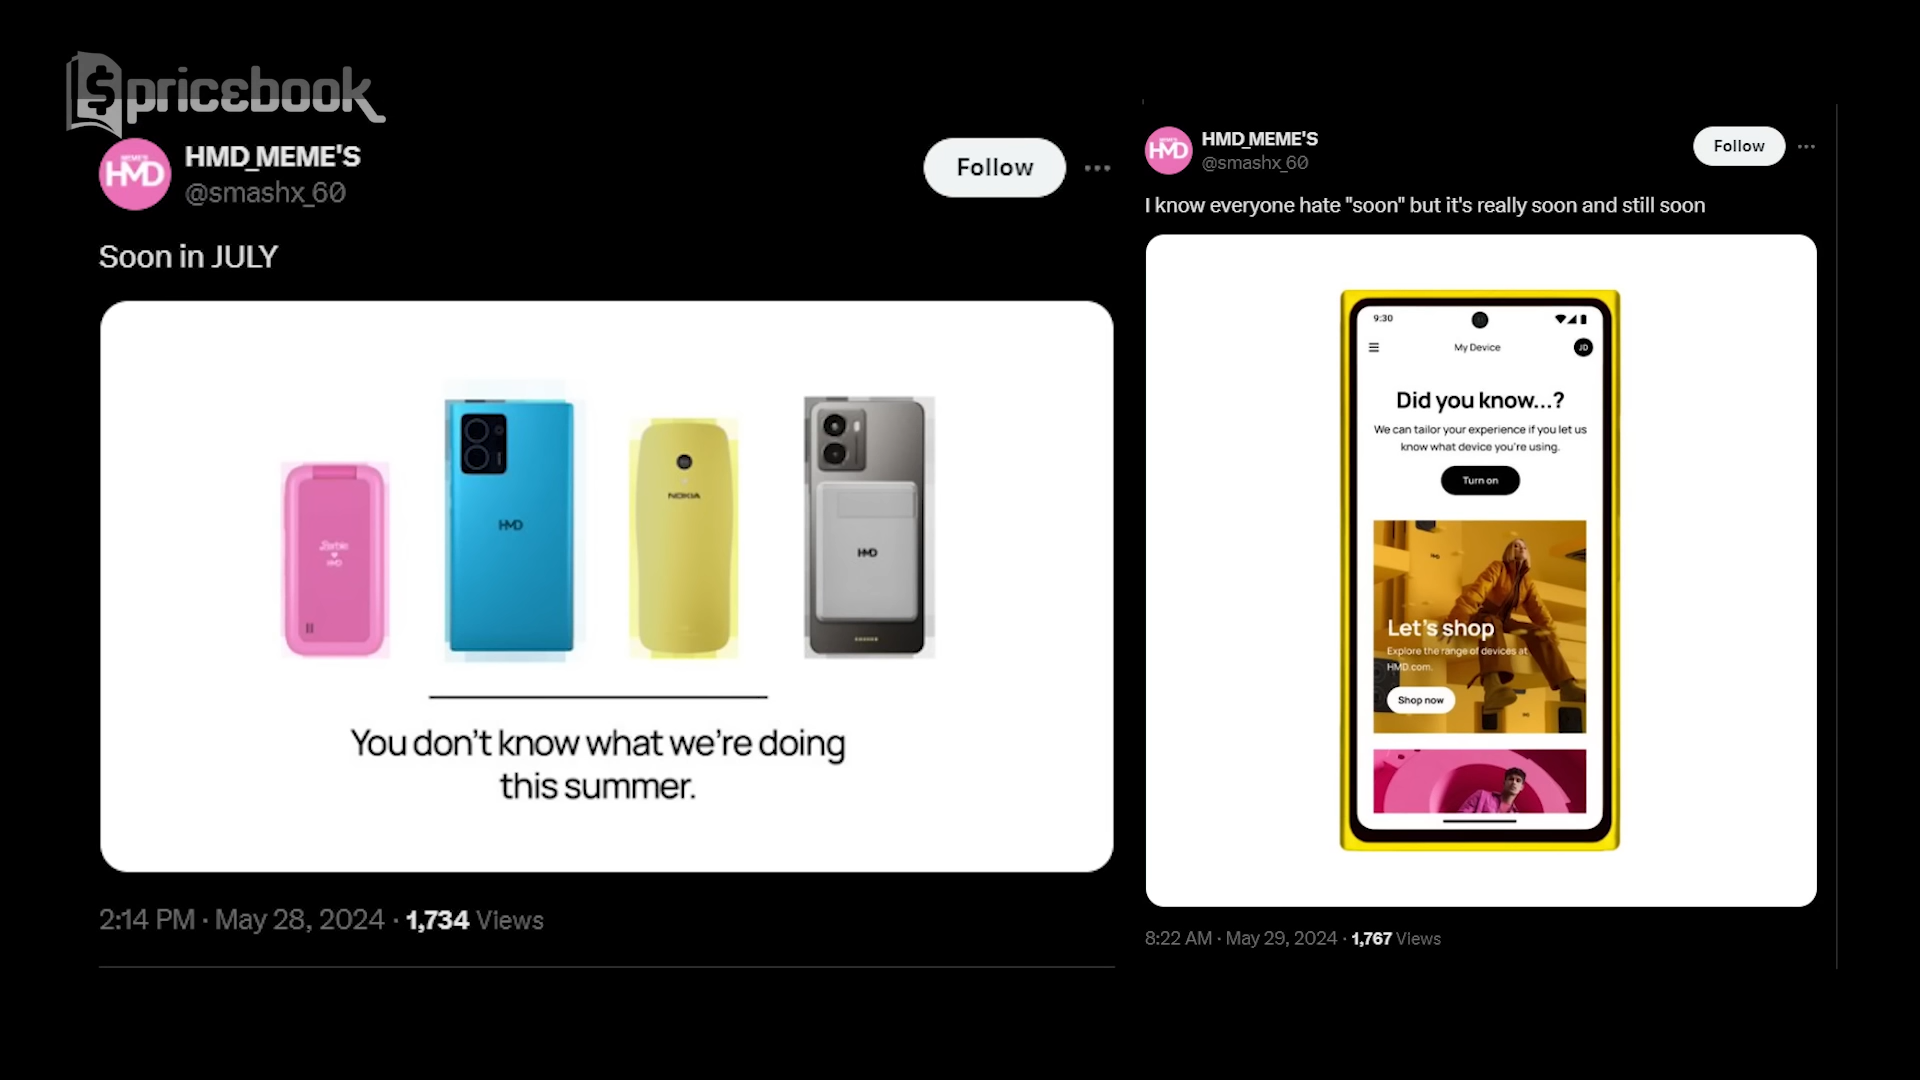 pricebook
HMD_MEME'S
@smashx_60
Follow
Soon in JULY
Barbie
HMD
HMD
NOKIA
HMD
You don't know what we're doing
this summer.
2:14 PM · May 28, 2024 · 1,734 Views
HMD_MEME'S
@smashx_60
Follow
I know everyone hate "soon" but it's really soon and still soon
9:30
My Device
JD
Did you know...?
We can tailor your experience if you let us
know what device you're using.
Turn on
Let's shop
Explore the range of devices at
HMD.com.
Shop now
8:22 AM · May 29, 2024 · 1,767 Views